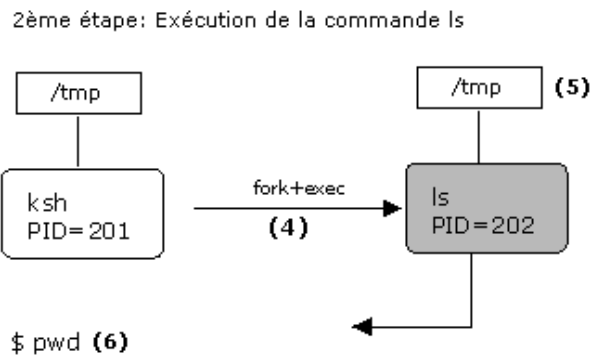 2ème étape: Exécution de la commande ls
/tmp
/tmp (5)
ksh
PID=201
fork+exec
(4)
ls
PID=202
$ pwd (6)